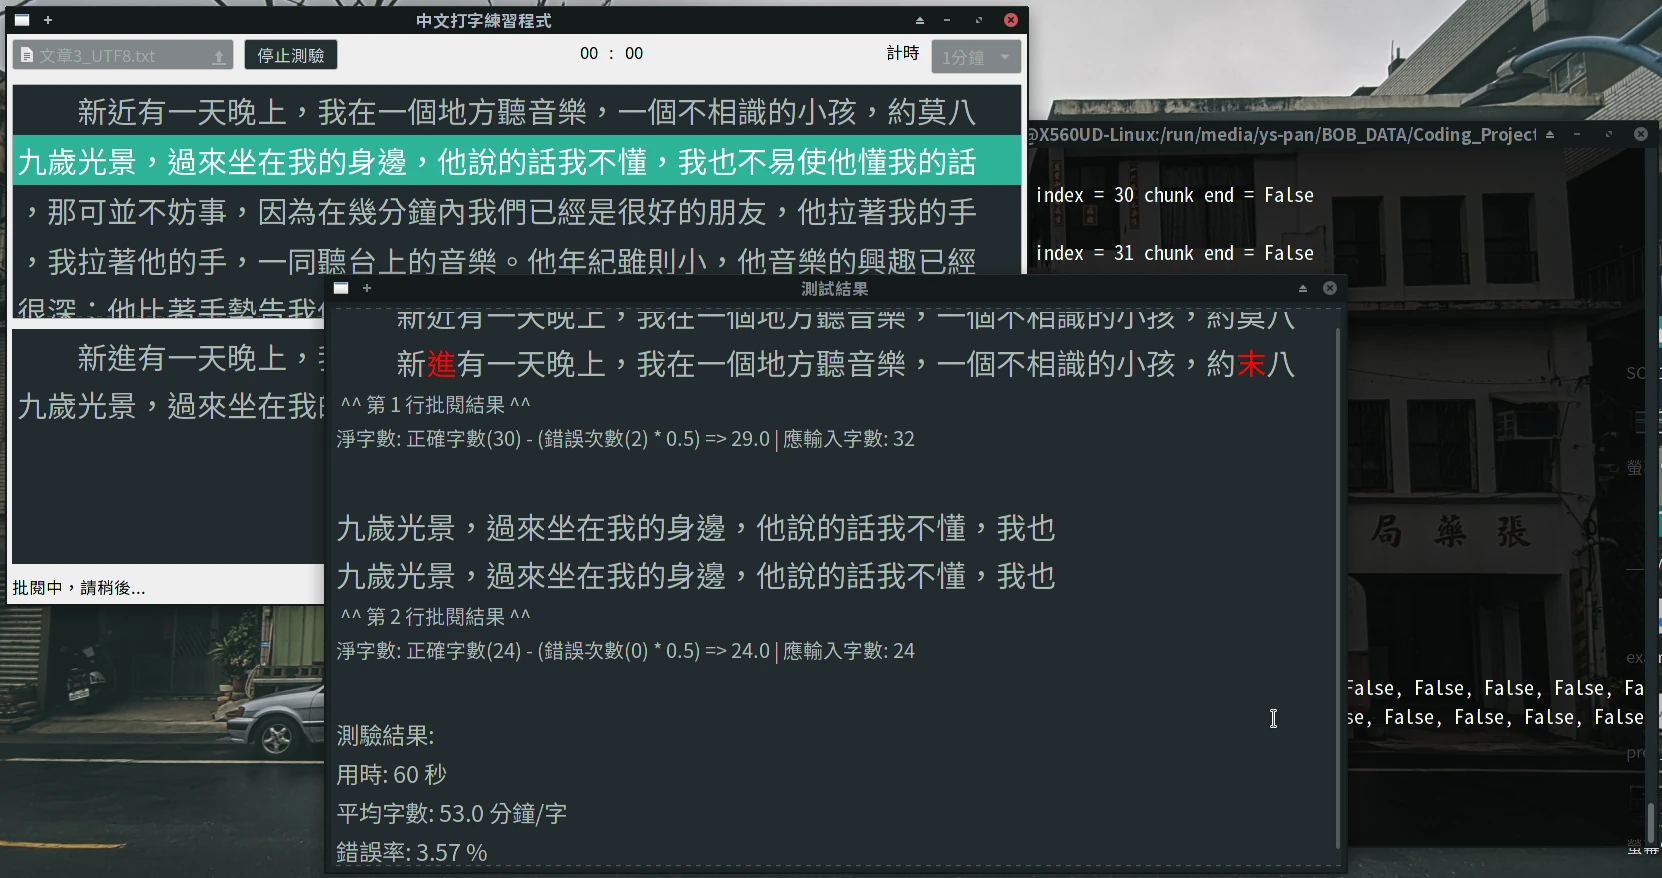 中文打字練習程式
文章3_UTF8.txt
停止測驗
00 : 00
計時
1分鐘
新近有一天晚上，我在一個地方聽音樂，一個不相識的小孩，約莫八
九歲光景，過來坐在我的身邊，他說的話我不懂，我也不易使他懂我的話
，那可並不妨事，因為在幾分鐘內我們已經是很好的朋友，他拉著我的手
，我拉著他的手，一同聽台上的音樂。他年紀雖則小，他音樂的興趣已經
很深：他比著手勢告我
新進有一天晚上，
九歲光景，過來坐在我
批閱中，請稍後...
@X560UD-Linux:/run/media/ys-pan/BOB_DATA/Coding_Project
index = 30 chunk end = False
index = 31 chunk end = False
測試結果
新近有一天晚上，我在一個地方聽音樂，一個不相識的小孩，約莫八
新進有一天晚上，我在一個地方聽音樂，一個不相識的小孩，約末八
^^ 第 1 行批閱結果 ^^
淨字數: 正確字數(30) - (錯誤次數(2) * 0.5) => 29.0 | 應輸入字數: 32
九歲光景，過來坐在我的身邊，他說的話我不懂，我也
九歲光景，過來坐在我的身邊，他說的話我不懂，我也
^^ 第 2 行批閱結果 ^^
淨字數: 正確字數(24) - (錯誤次數(0) * 0.5) => 24.0 | 應輸入字數: 24
測驗結果:
用時: 60 秒
平均字數: 53.0 分鐘/字
錯誤率: 3.57 %
False, False, False, False, Fa
se, False, False, False, False
局藥張